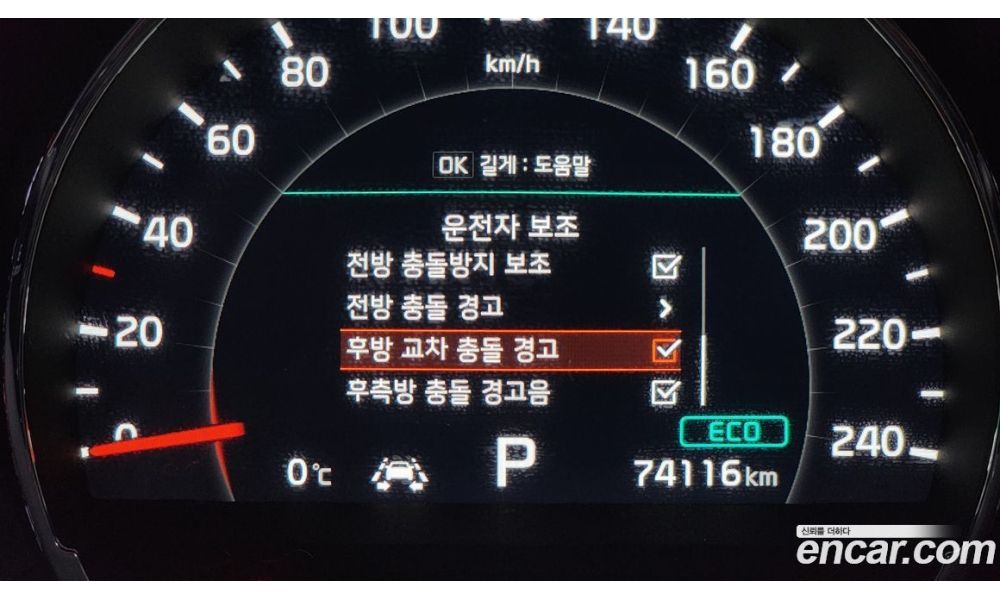 100 120 140
80 km/h 160
60 180
OK 길게 : 도움말
40 운전자 보조 200
전방 충돌방지 보조
전방 충돌 경고
20 후방 교차 충돌 경고 220
후측방 충돌 경고음
0 ECO 240
0℃ P 74116 km
신뢰를 더하다
encar.com